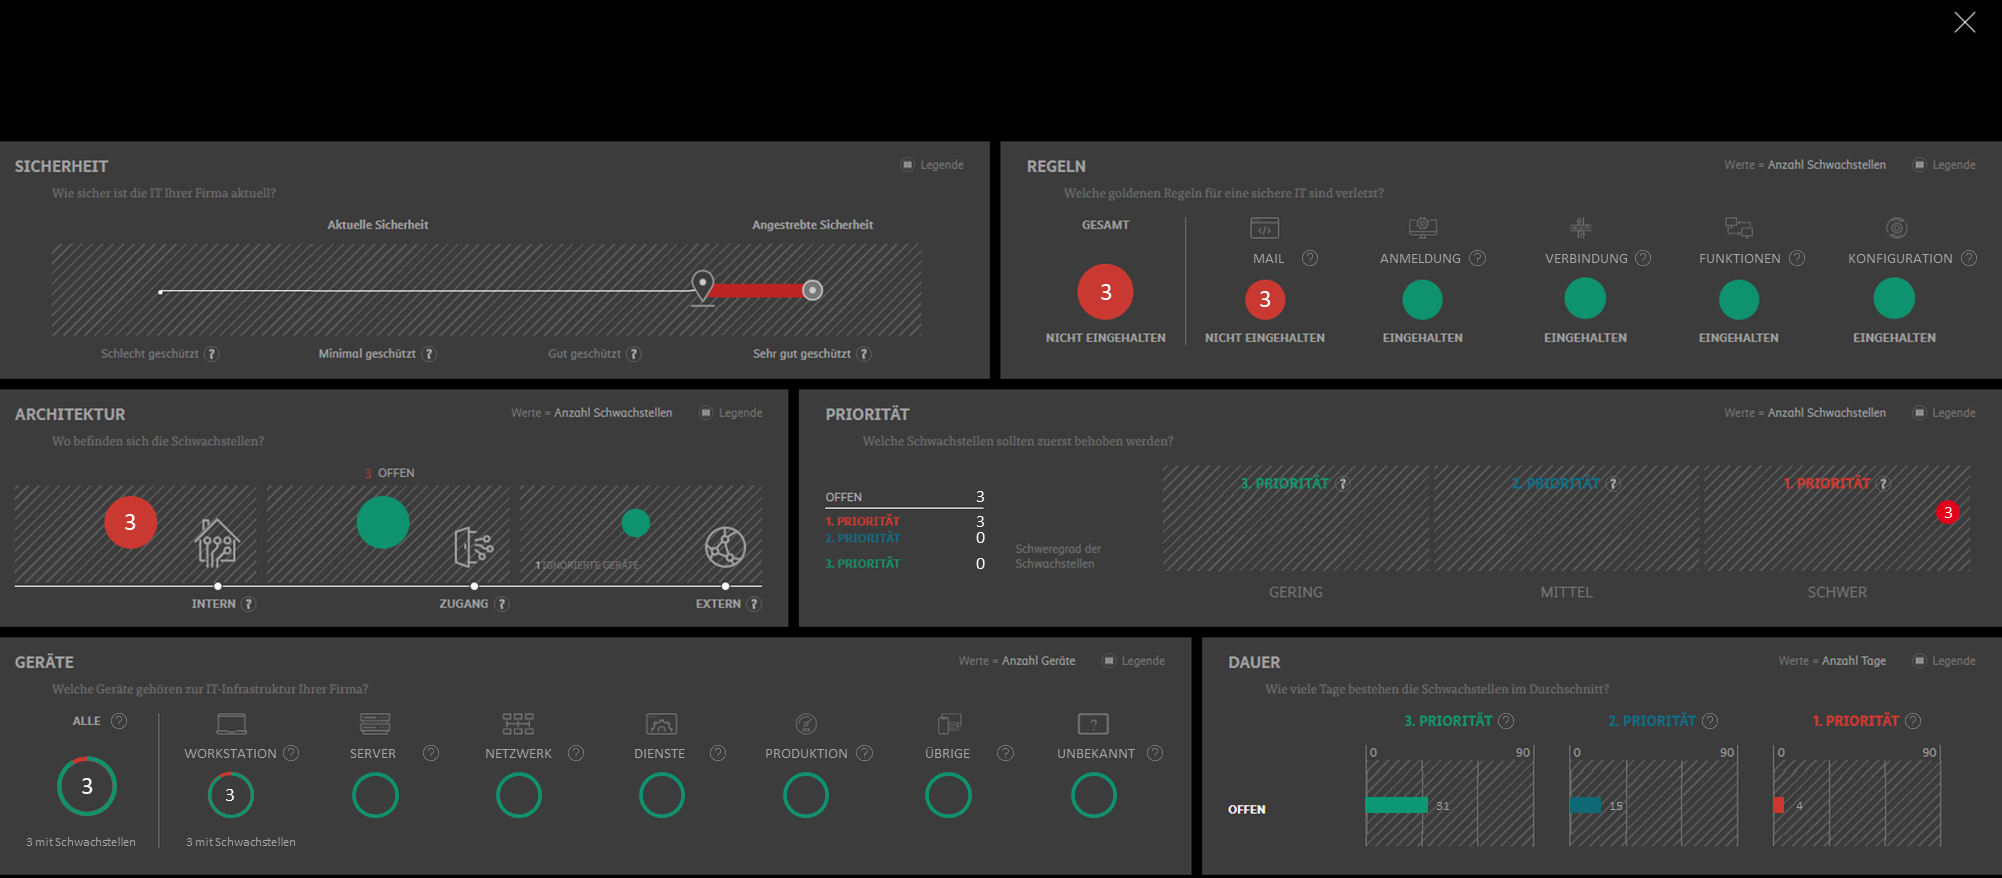 SICHERHEIT
Legende
Wie sicher ist die IT Ihrer Firma aktuell?
Aktuelle Sicherheit
Angestrebte Sicherheit
Schlecht geschützt ?
Minimal geschützt ?
Gut geschützt ?
Sehr gut geschützt ?
REGELN
Werte = Anzahl Schwachstellen
Legende
Welche goldenen Regeln für eine sichere IT sind verletzt?
GESAMT
3
NICHT EINGEHALTEN
MAIL ?
3
NICHT EINGEHALTEN
ANMELDUNG ?
EINGEHALTEN
VERBINDUNG ?
EINGEHALTEN
FUNKTIONEN ?
EINGEHALTEN
KONFIGURATION ?
EINGEHALTEN
ARCHITEKTUR
Werte = Anzahl Schwachstellen
Legende
Wo befinden sich die Schwachstellen?
3 OFFEN
3
1 IGNORIERTE GERÄTE
INTERN ?
ZUGANG ?
EXTERN ?
PRIORITÄT
Werte = Anzahl Schwachstellen
Legende
Welche Schwachstellen sollten zuerst behoben werden?
OFFEN 3
1. PRIORITÄT 3
2. PRIORITÄT 0
3. PRIORITÄT 0
Schweregrad der
Schwachstellen
3. PRIORITÄT ?
2. PRIORITÄT ?
1. PRIORITÄT ?
3
GERING
MITTEL
SCHWER
GERÄTE
Werte = Anzahl Geräte
Legende
Welche Geräte gehören zur IT-Infrastruktur Ihrer Firma?
ALLE ?
3
3 mit Schwachstellen
WORKSTATION ?
3
3 mit Schwachstellen
SERVER ?
NETZWERK ?
DIENSTE ?
PRODUKTION ?
ÜBRIGE ?
?
UNBEKANNT ?
DAUER
Werte = Anzahl Tage
Legende
Wie viele Tage bestehen die Schwachstellen im Durchschnitt?
3. PRIORITÄT ?
2. PRIORITÄT ?
1. PRIORITÄT ?
0 90
0 90
0 90
OFFEN
31
15
4